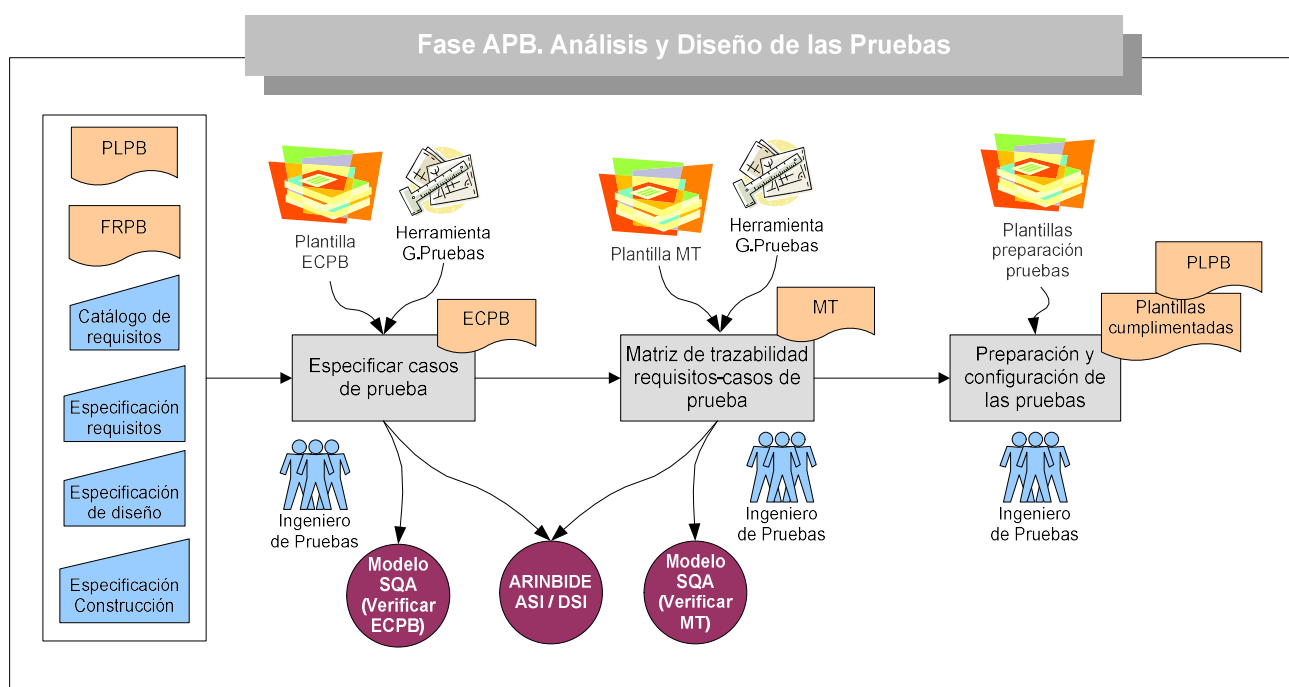 Fase APB. Análisis y Diseño de las Pruebas
PLPB
FRPB
Catálogo de
requisitos
Especificación
requisitos
Especificación
de diseño
Especificación
Construcción
Plantilla
ECPB
Herramienta
G.Pruebas
ECPB
Especificar casos
de prueba
Ingeniero
de Pruebas
Modelo
SQA
(Verificar
ECPB)
ARINBIDE
ASI / DSI
Plantilla MT
Herramienta
G.Pruebas
MT
Matriz de trazabilidad
requisitos-casos de
prueba
Ingeniero
de Pruebas
Modelo
SQA
(Verificar
MT)
Plantillas
preparación
pruebas
PLPB
Plantillas
cumplimentadas
Preparación y
configuración de
las pruebas
Ingeniero
de Pruebas